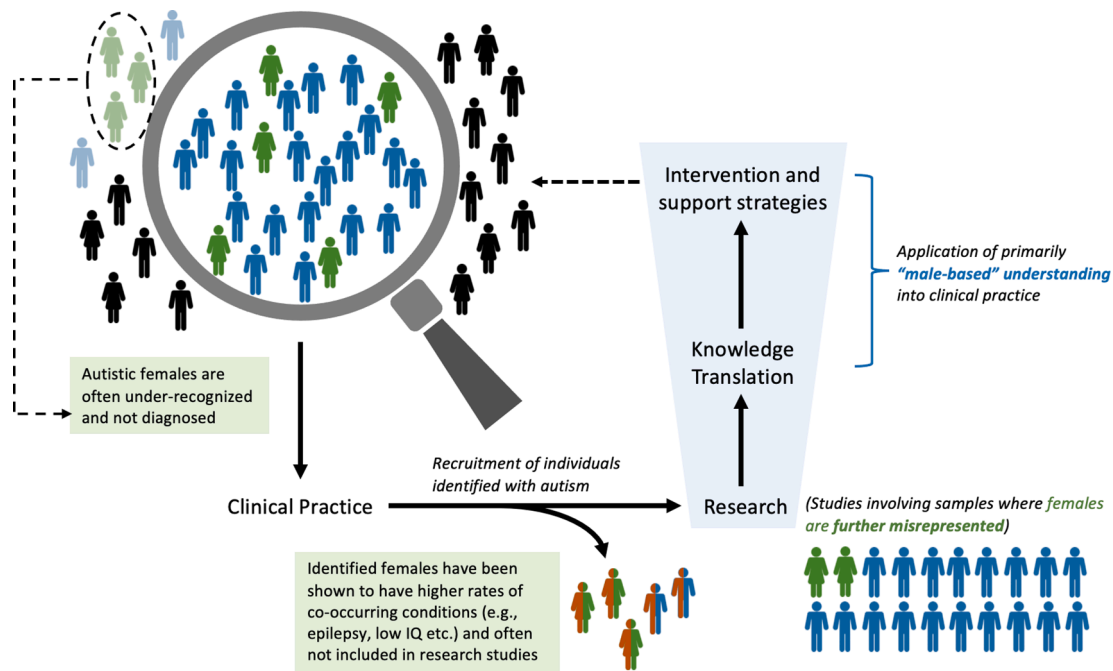 Intervention and
support strategies
Application of primarily
“male-based” understanding
into clinical practice
Knowledge
Translation
Autistic females are
often under-recognized
and not diagnosed
Recruitment of individuals
identified with autism
Clinical Practice
Research
(Studies involving samples where females
are further misrepresented)
Identified females have been
shown to have higher rates of
co-occurring conditions (e.g.,
epilepsy, low IQ etc.) and often
not included in research studies